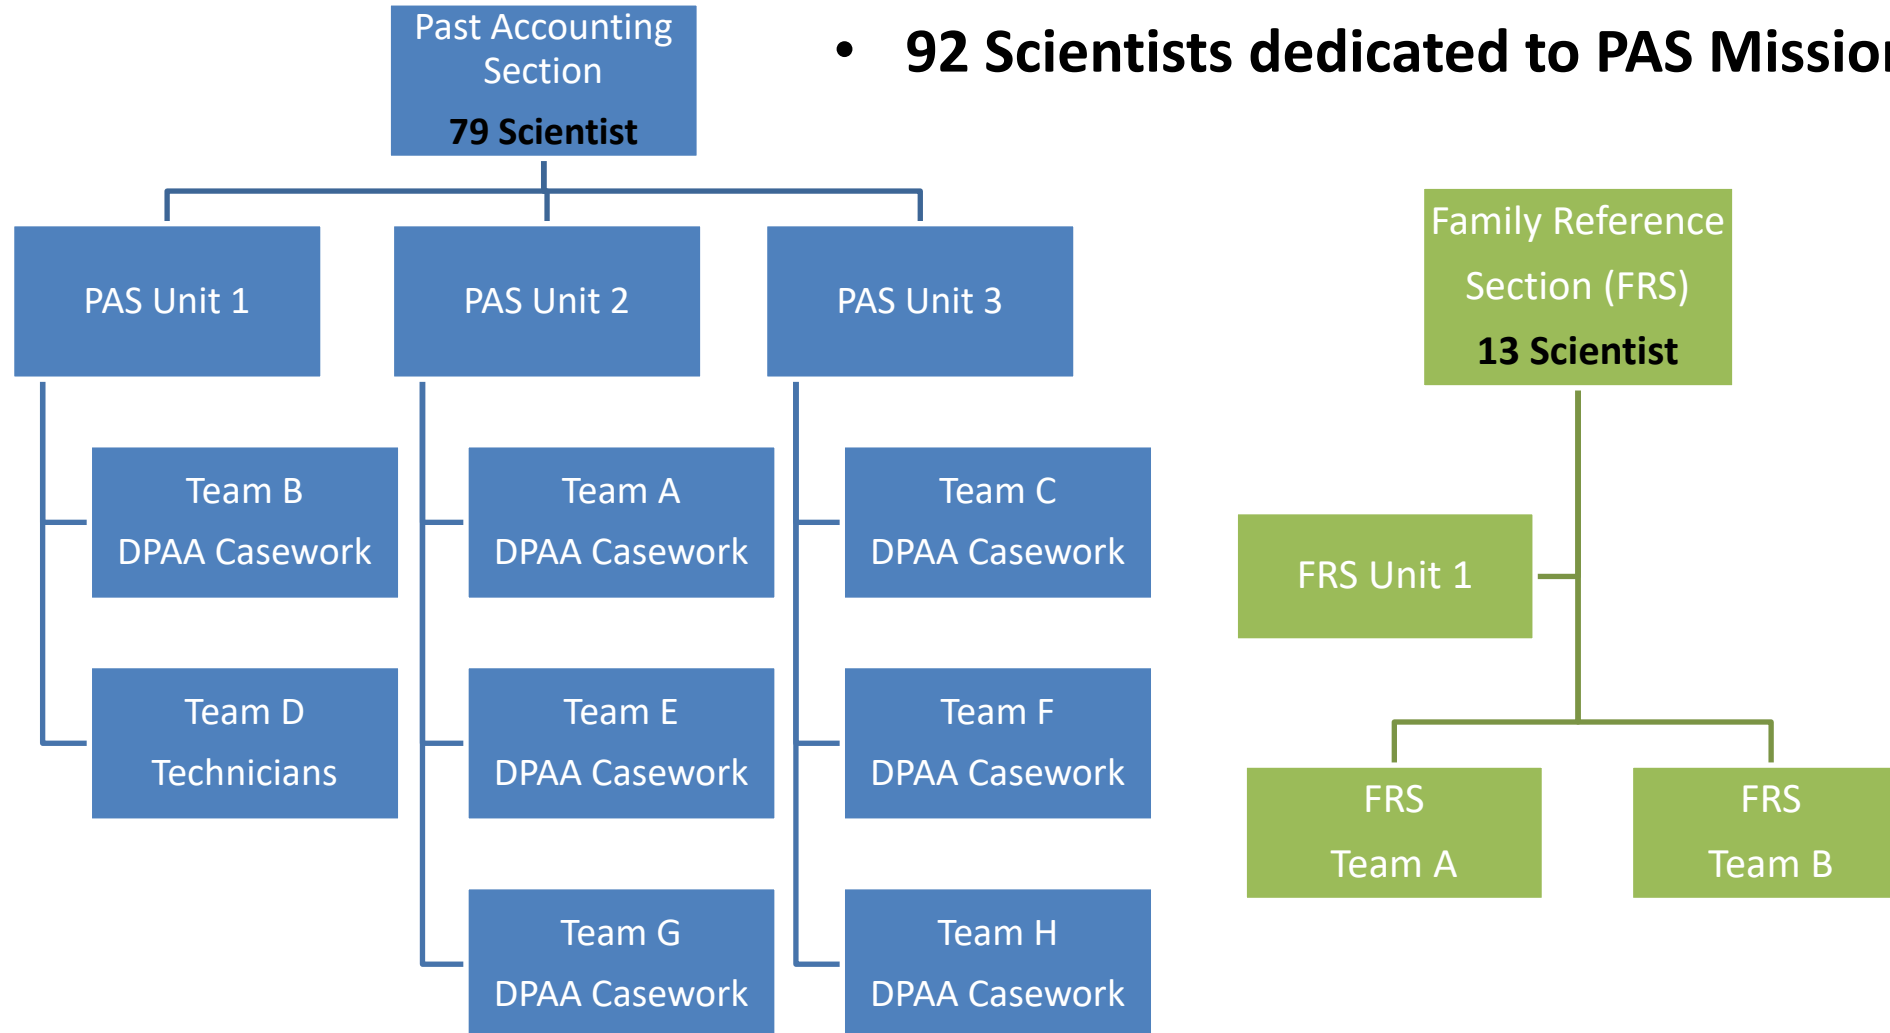 Past Accounting
Section
79 Scientist
• 92 Scientists dedicated to PAS Mission
PAS Unit 1
PAS Unit 2
PAS Unit 3
Team B
DPAA Casework
Team A
DPAA Casework
Team C
DPAA Casework
Team D
Technicians
Team E
DPAA Casework
Team F
DPAA Casework
Team G
DPAA Casework
Team H
DPAA Casework
Family Reference
Section (FRS)
13 Scientist
FRS Unit 1
FRS
Team A
FRS
Team B